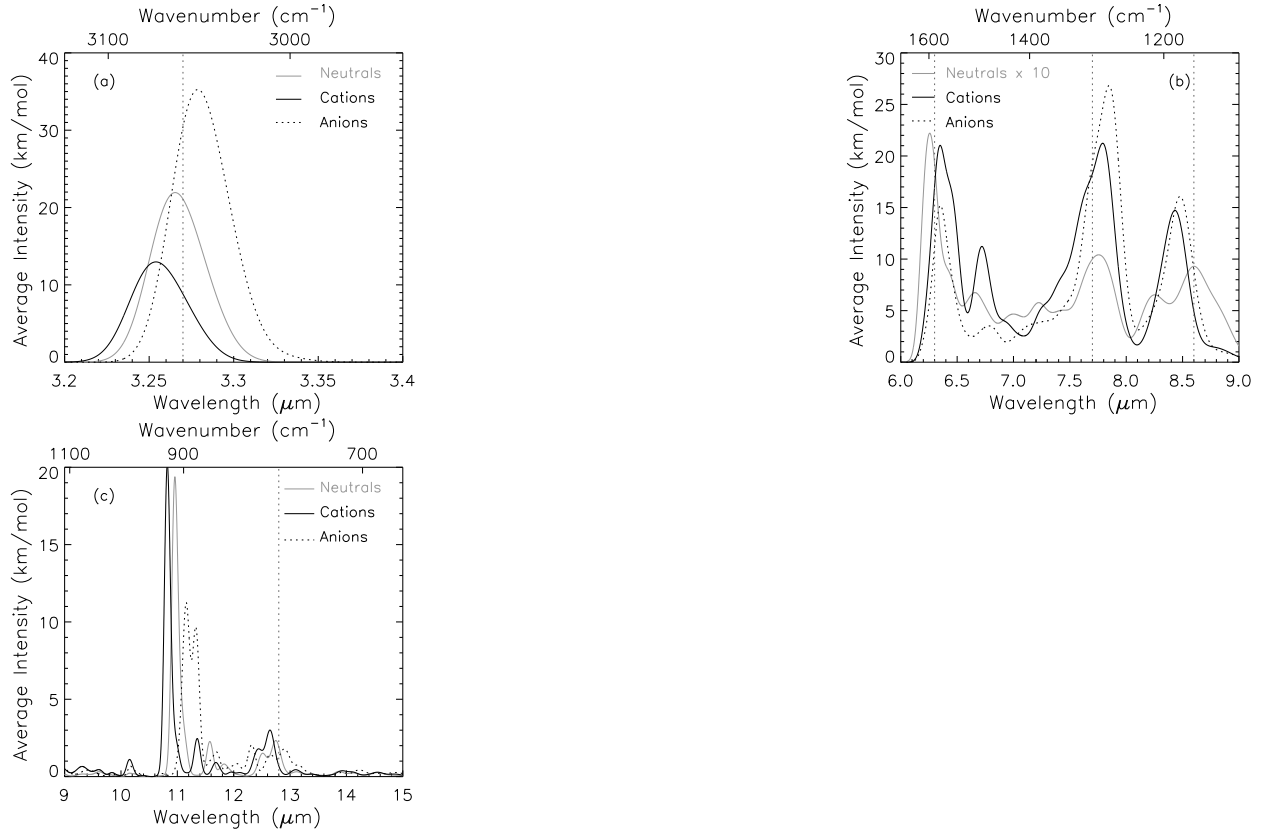 Wavenumber (cm⁻¹)
3100 3000
40
30
20
10
0
Average Intensity (km/mol)
(a)
Neutrals
Cations
Anions
3.2 3.25 3.3 3.35 3.4
Wavelength (μm)
Wavenumber (cm⁻¹)
1600 1400 1200
30
25
20
15
10
5
0
Average Intensity (km/mol)
(b)
Neutrals x 10
Cations
Anions
6.0 6.5 7.0 7.5 8.0 8.5 9.0
Wavelength (μm)
Wavenumber (cm⁻¹)
1100 900 700
20
15
10
5
0
Average Intensity (km/mol)
(c)
Neutrals
Cations
Anions
9 10 11 12 13 14 15
Wavelength (μm)